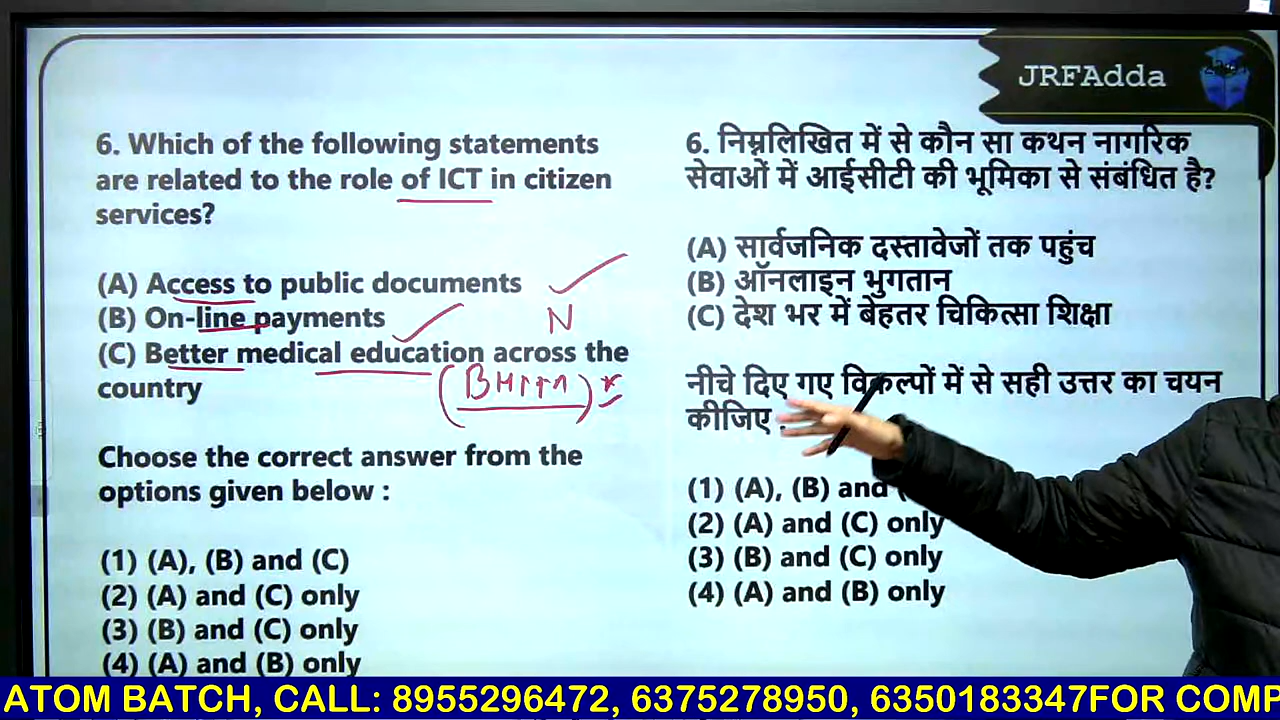 JRFAdda
6. Which of the following statements
are related to the role of ICT in citizen
services?
(A) Access to public documents
(B) On-line payments
N
(C) Better medical education across the
country
Choose the correct answer from the
options given below :
(1) (A), (B) and (C)
(2) (A) and (C) only
(3) (B) and (C) only
(4) (A) and (B) only
6. निम्नलिखित में से कौन सा कथन नागरिक
सेवाओं में आईसीटी की भूमिका से संबंधित है?
(A) सार्वजनिक दस्तावेजों तक पहुंच
(B) ऑनलाइन भुगतान
(C) देश भर में बेहतर चिकित्सा शिक्षा
नीचे दिए गए विकल्पों में से सही उत्तर का चयन
कीजिए :
(1) (A), (B) and
(2) (A) and (C) only
(3) (B) and (C) only
(4) (A) and (B) only
ATOM BATCH, CALL: 8955296472, 6375278950, 6350183347FOR COMP